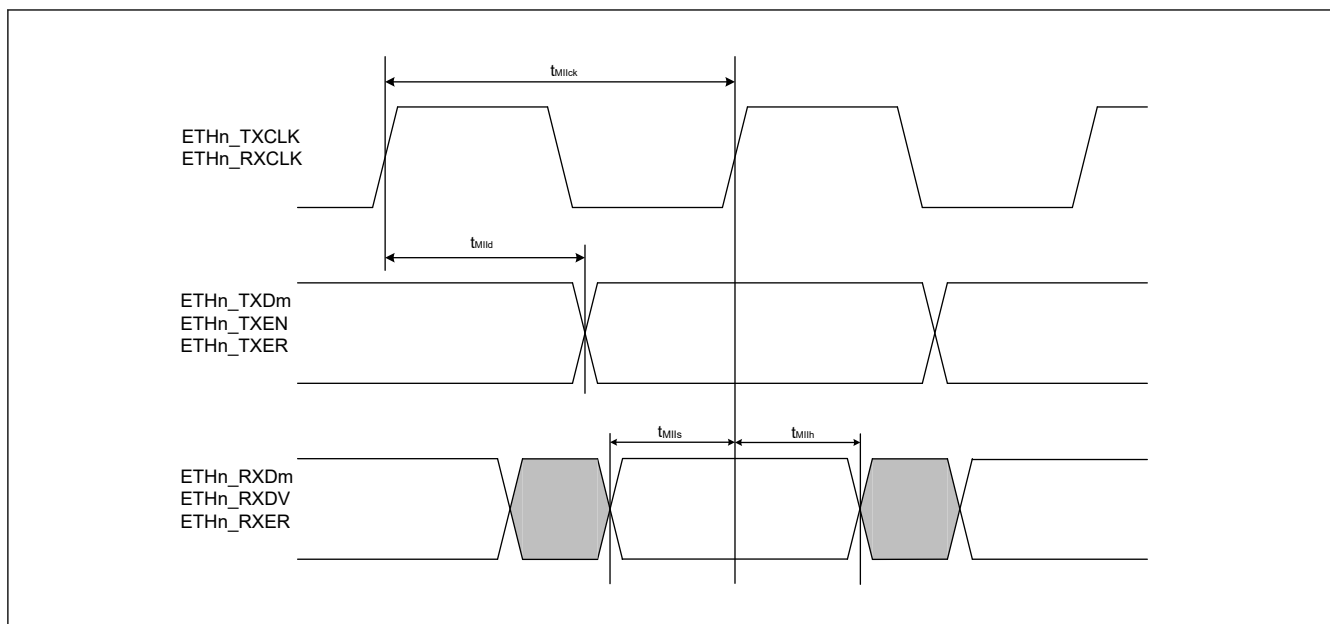 tMIIck
ETHn_TXCLK
ETHn_RXCLK
tMIId
ETHn_TXDm
ETHn_TXEN
ETHn_TXER
tMIIs tMIIh
ETHn_RXDm
ETHn_RXDV
ETHn_RXER